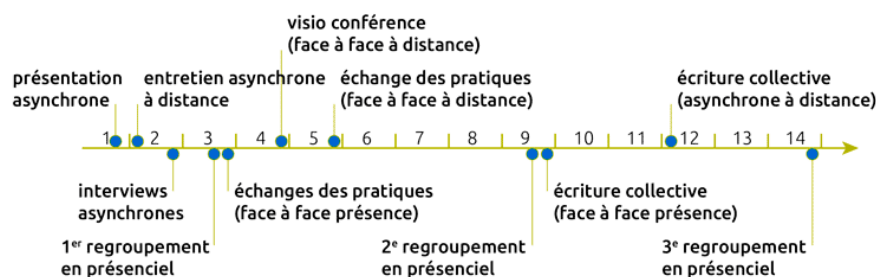 visio conférence
(face à face à distance)
présentation
asynchrone
entretien asynchrone
à distance
échange des pratiques
(face à face à distance)
écriture collective
(asynchrone à distance)
1 2 3 4 5 6 7 8 9 10 11 12 13 14
interviews
asynchrones
échanges des pratiques
(face à face présence)
écriture collective
(face à face présence)
1er regroupement
en présenciel
2e regroupement
en présenciel
3e regroupement
en présenciel